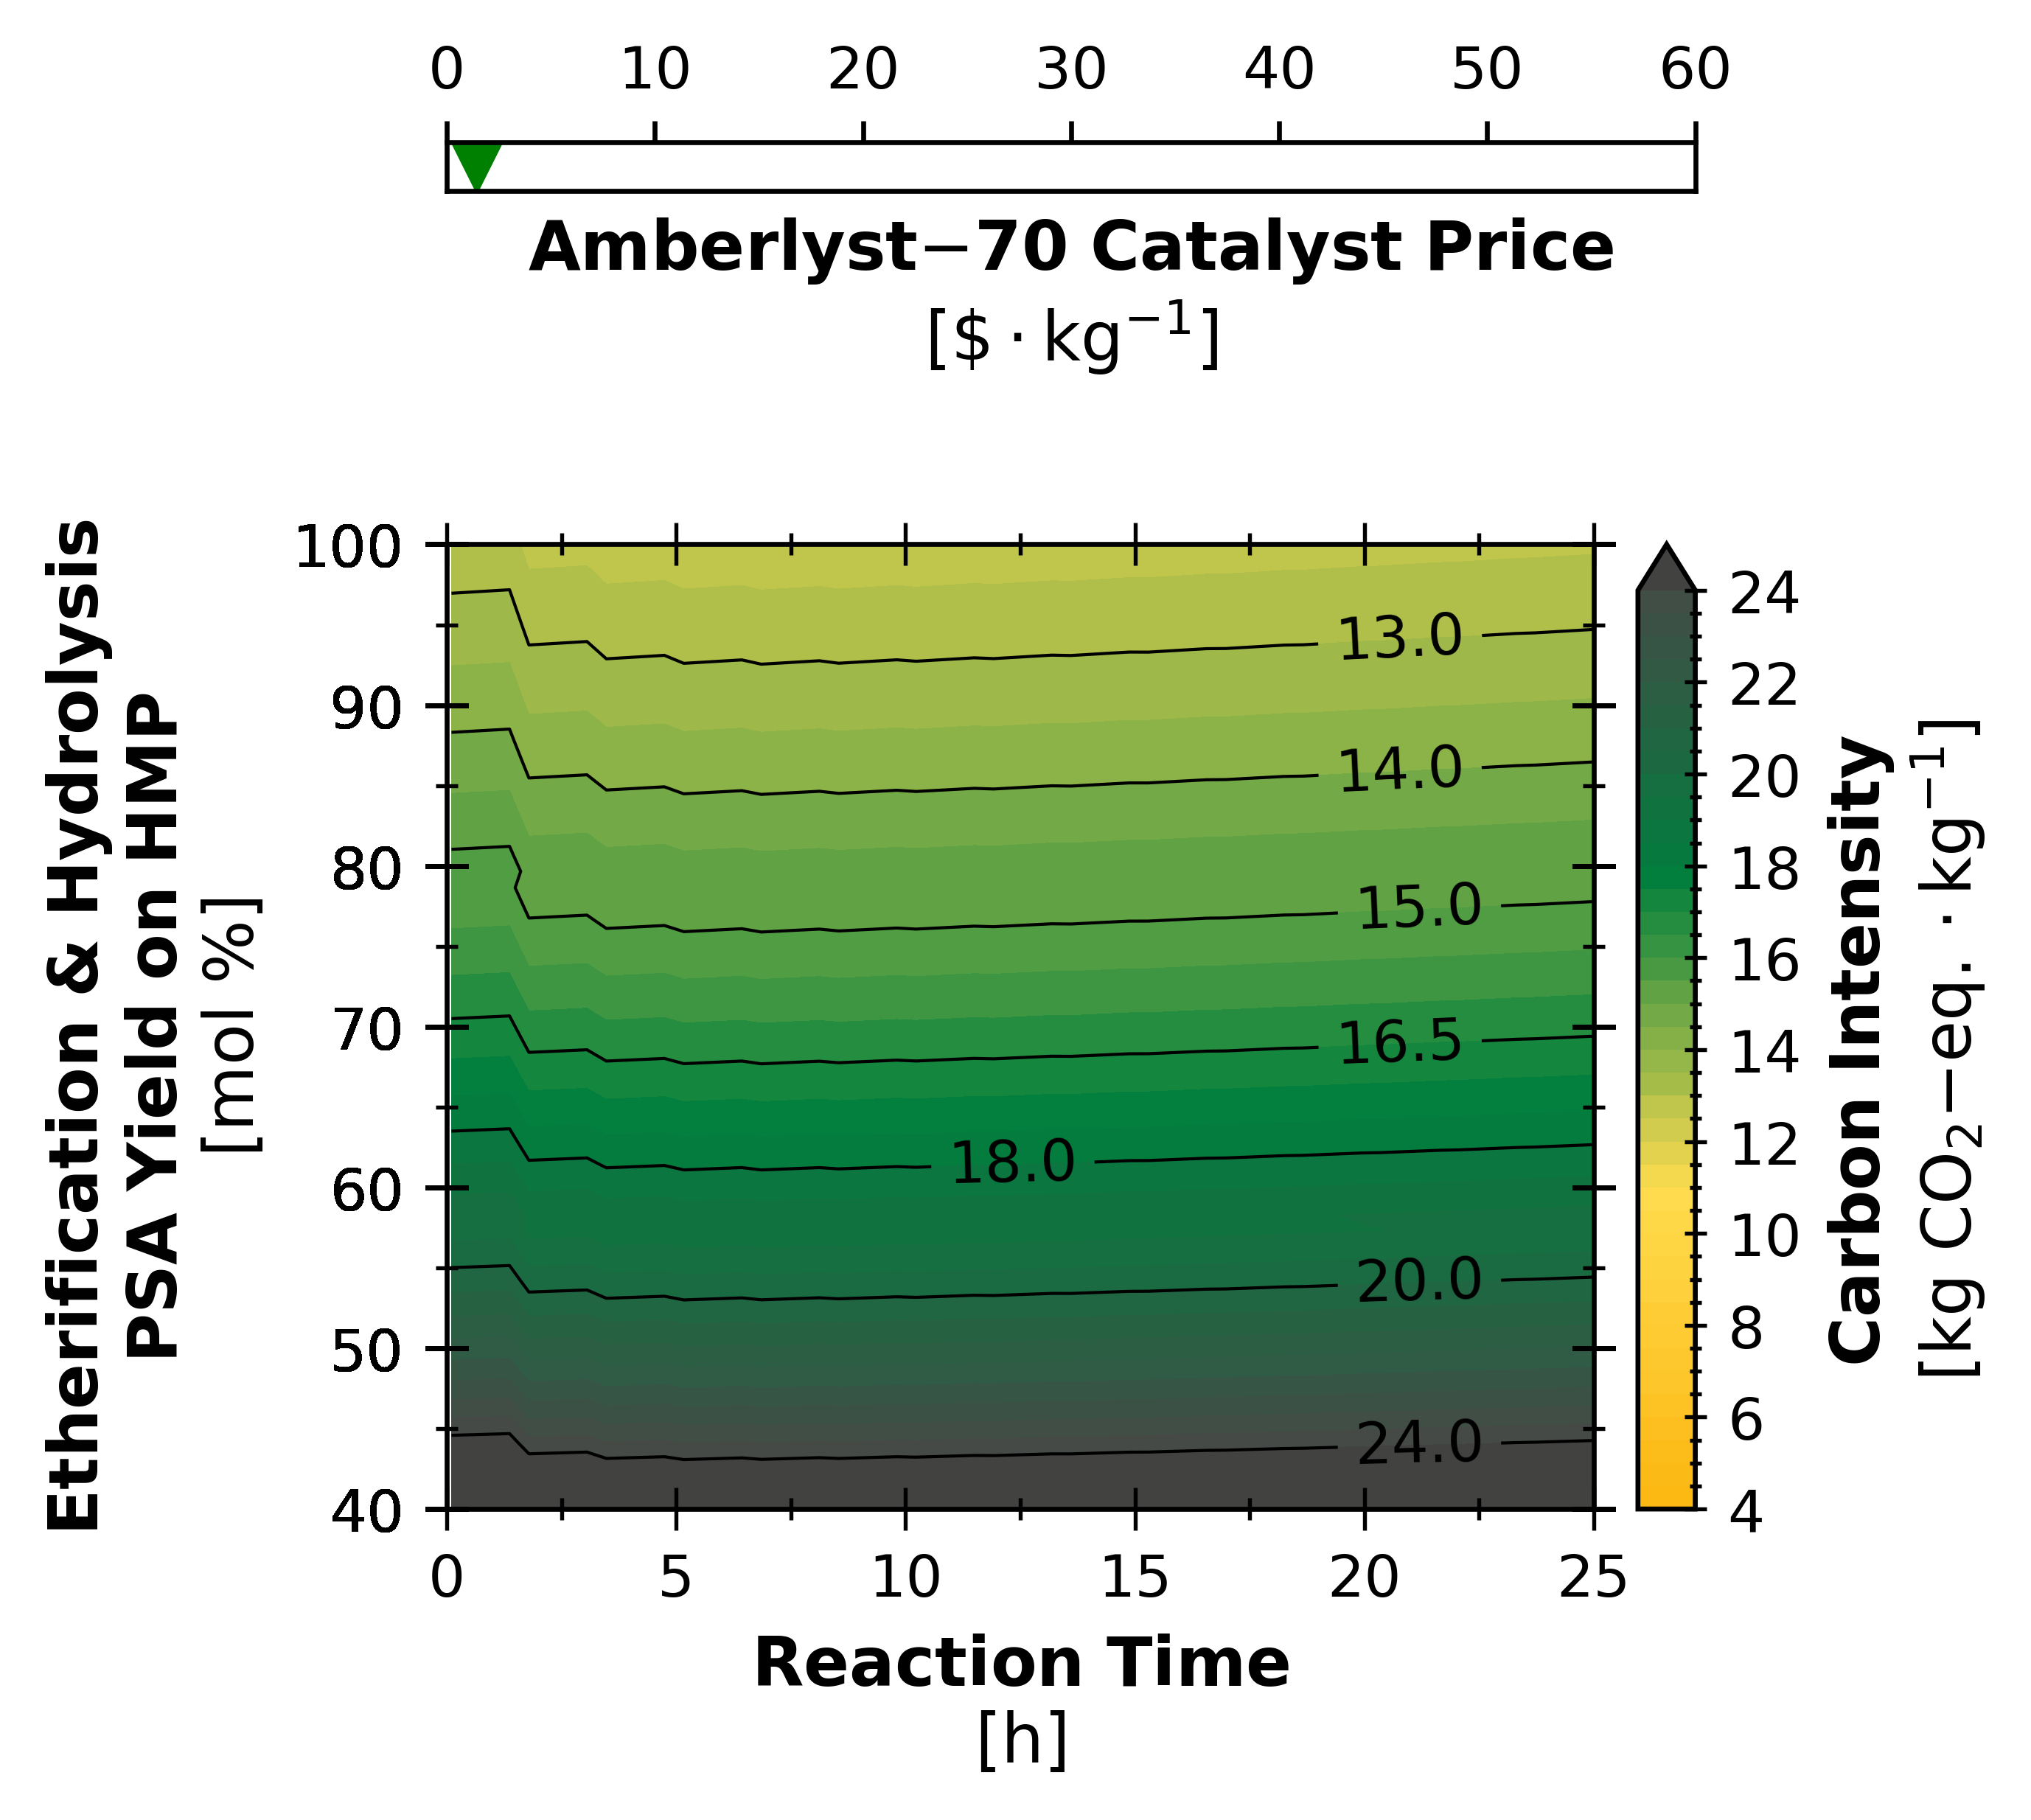 0 10 20 30 40 50 60
Amberlyst−70 Catalyst Price
[$ · kg⁻¹]
Etherification & Hydrolysis
PSA Yield on HMP
[mol %]
100
90
80
70
60
50
40
13.0
14.0
15.0
16.5
18.0
20.0
24.0
0 5 10 15 20 25
Reaction Time
[h]
24
22
20
18
16
14
12
10
8
6
4
Carbon Intensity
[kg CO₂−eq. · kg⁻¹]